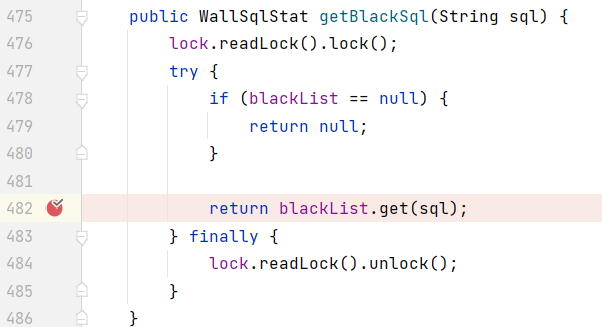 475 public WallSqlStat getBlackSql(String sql) {
476 lock.readLock().lock();
477 try {
478 if (blackList == null) {
479 return null;
480 }
481
482 return blackList.get(sql);
483 } finally {
484 lock.readLock().unlock();
485 }
486 }